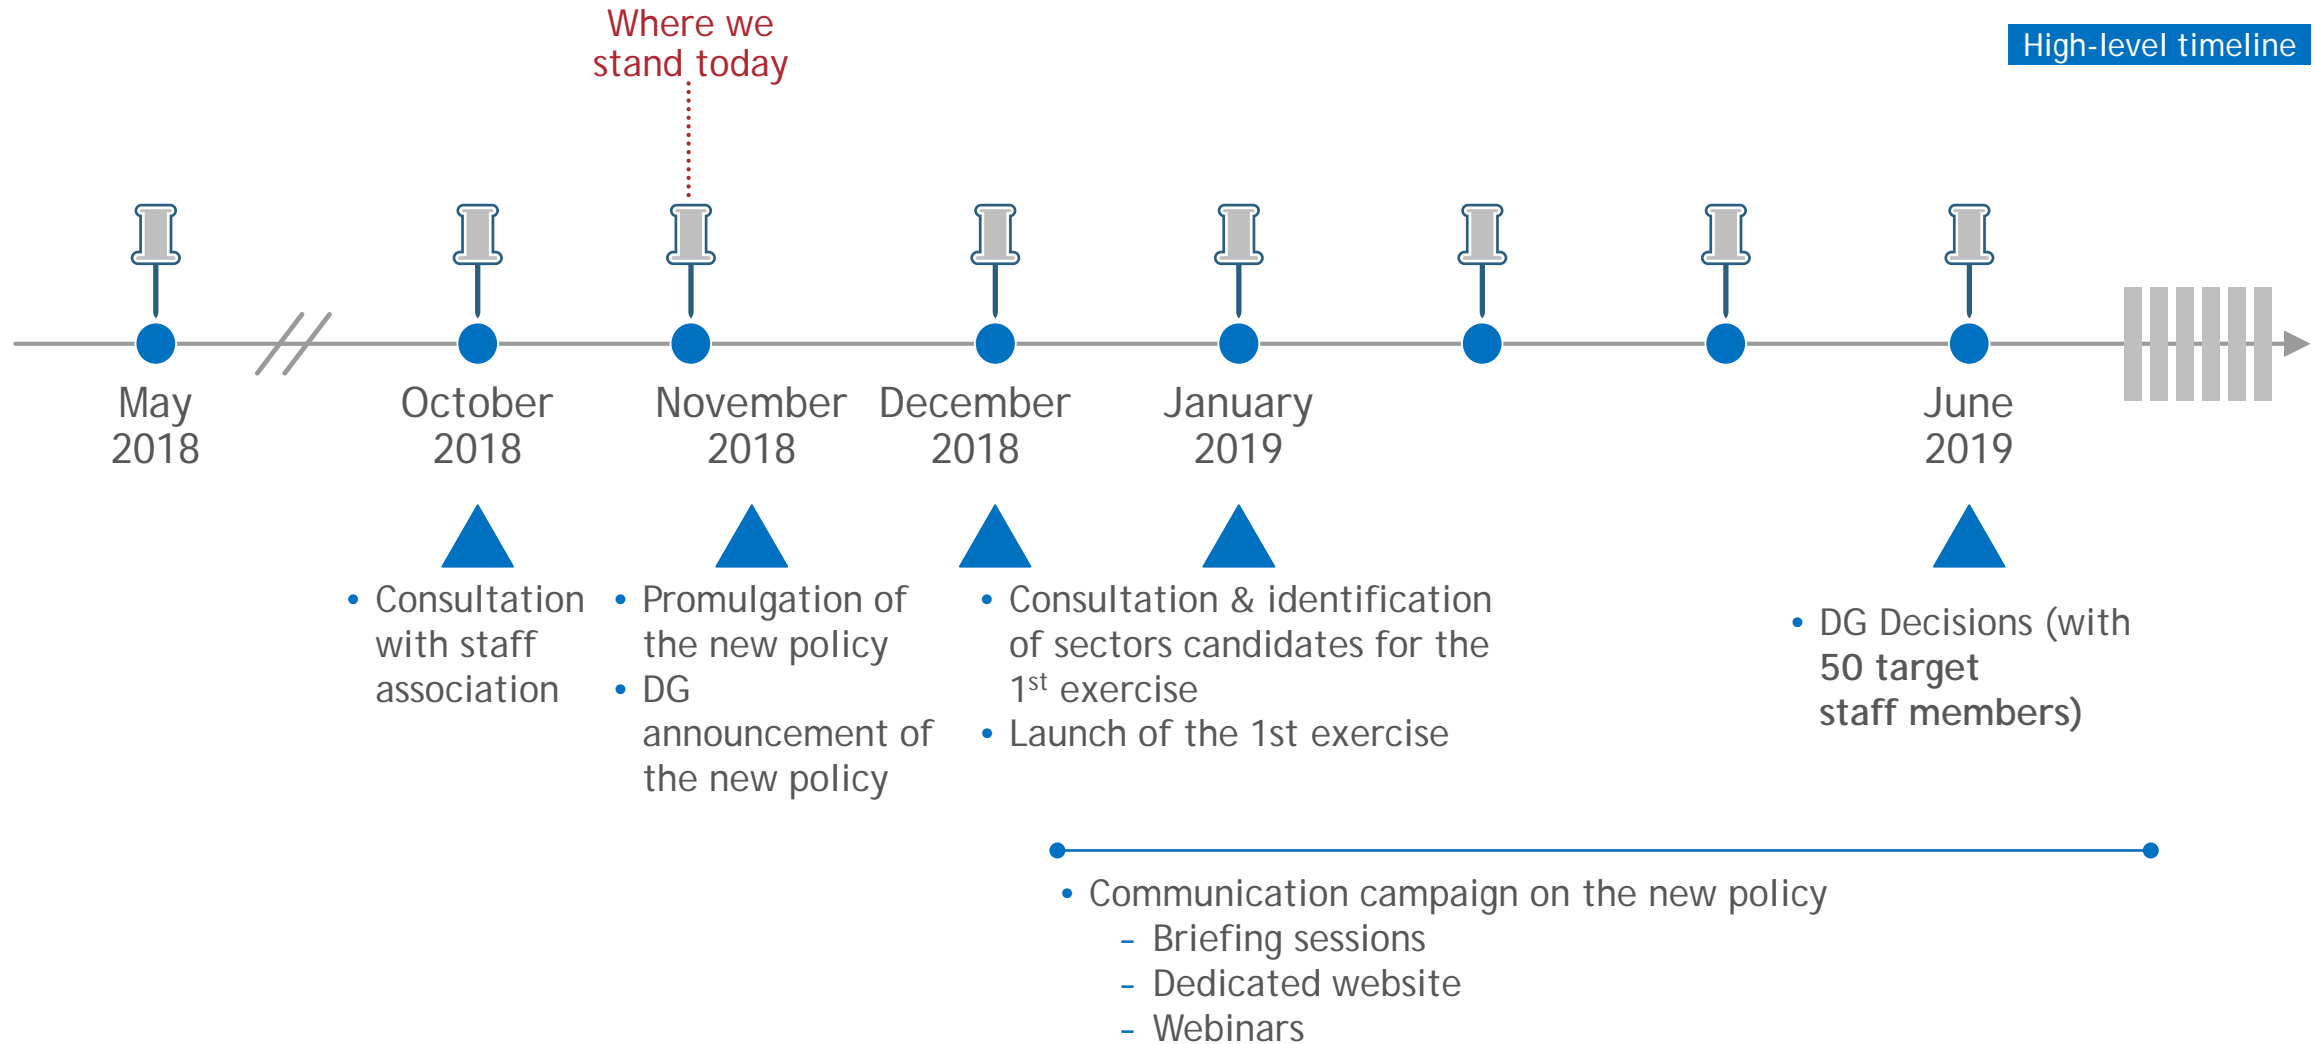 Where we
stand today
High-level timeline
May
2018
October
2018
November
2018
December
2018
January
2019
June
2019
• Consultation
with staff
association
• Promulgation of
the new policy
• DG
announcement of
the new policy
• Consultation & identification
of sectors candidates for the
1st exercise
• Launch of the 1st exercise
• DG Decisions (with
50 target
staff members)
• Communication campaign on the new policy
– Briefing sessions
– Dedicated website
– Webinars